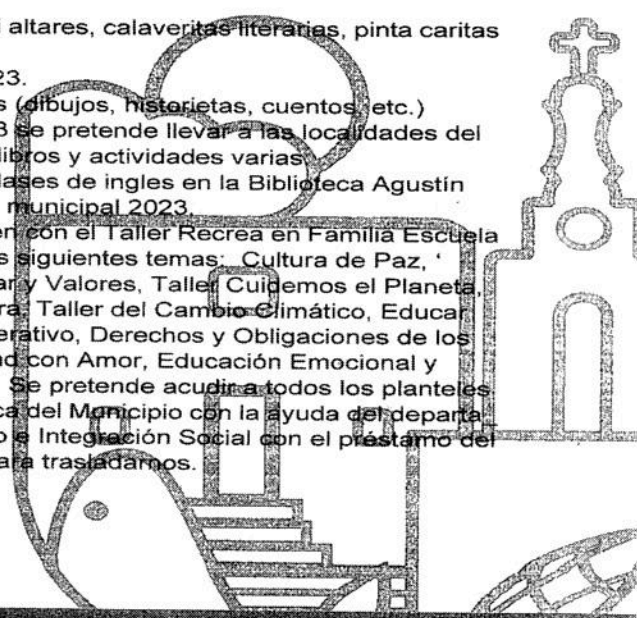 i altares, calaveritas literarias, pinta caritas
23.
s (dibujos, historietas, cuentos, etc.)
3 se pretende llevar a las localidades del
libros y actividades varias.
lases de ingles en la Biblioteca Agustín
municipal 2023.
en con el Taller Recrea en Familia Escuela
s siguientes temas: Cultura de Paz, '
ar y Valores, Taller Cuidemos el Planeta,
ra, Taller del Cambio Climático, Educar
erativo, Derechos y Obligaciones de los
ad con Amor, Educación Emocional y
. Se pretende acudir a todos los planteles
ca del Municipio con la ayuda del departa_
o e Integración Social con el préstamo del
ara trasladarnos.